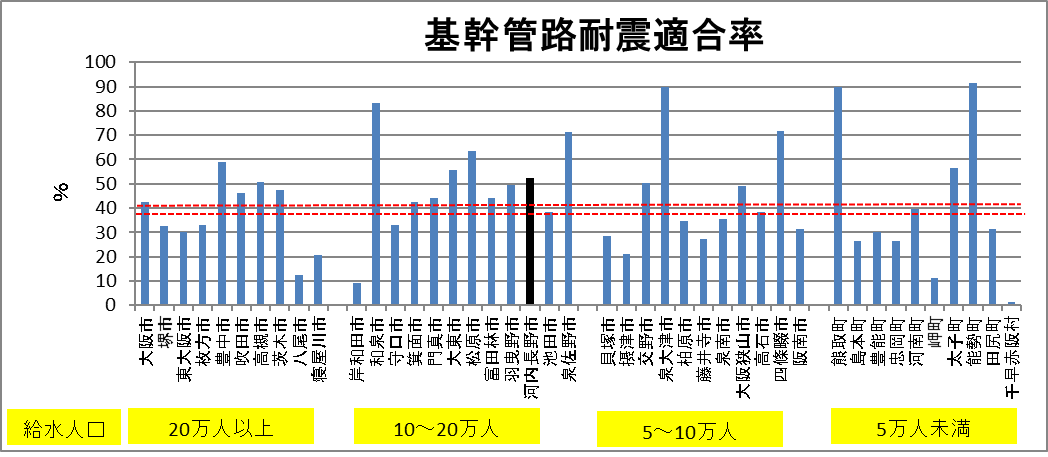 基幹管路耐震適合率
100
90
80
70
60
50
40
30
20
10
0
%
大阪市
堺市
東大阪市
枚方市
豊中市
吹田市
高槻市
茨木市
八尾市
寝屋川市
岸和田市
和泉市
守口市
箕面市
門真市
大東市
松原市
富田林市
羽曳野市
河内長野市
池田市
泉佐野市
貝塚市
摂津市
交野市
泉大津市
柏原市
藤井寺市
泉南市
大阪狭山市
高石市
四條畷市
阪南市
熊取町
島本町
豊能町
忠岡町
河南町
岬町
太子町
能勢町
田尻町
千早赤阪村
給水人口
20万人以上
10～20万人
5～10万人
5万人未満